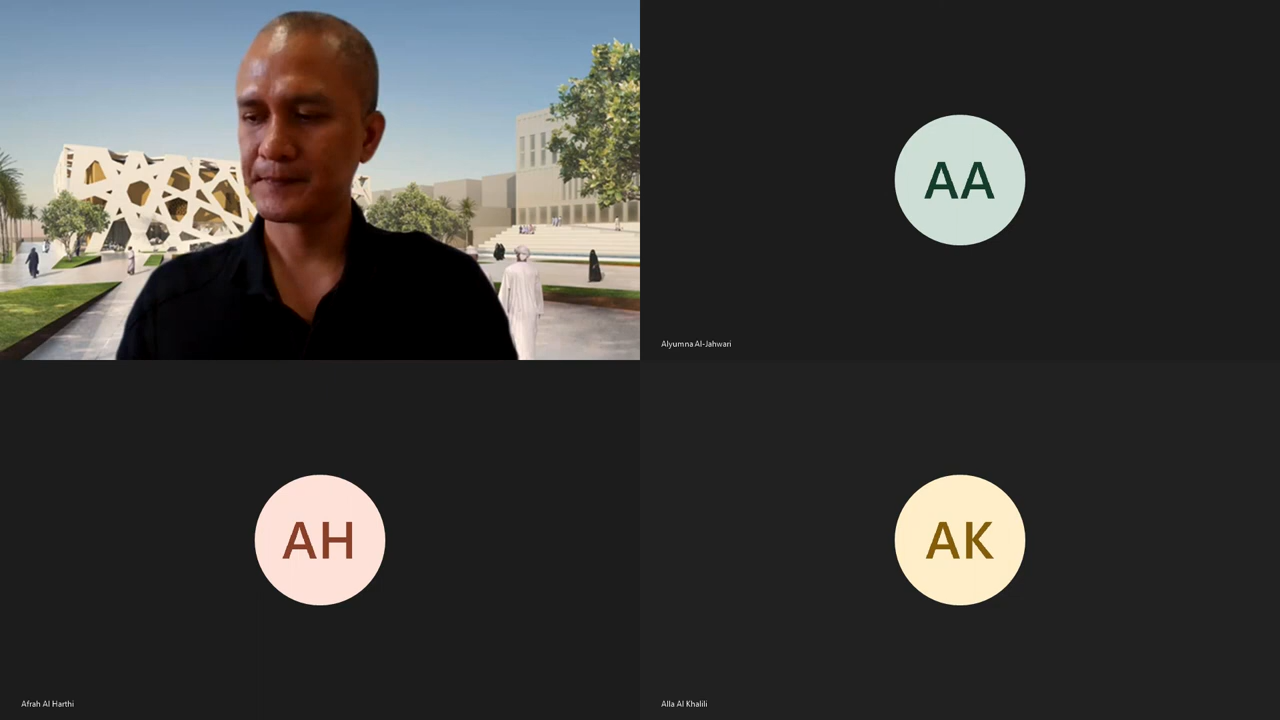 AA
Alyumna Al-Jahwari
AH
AK
Afrah Al Harthi
Alla Al Khalili